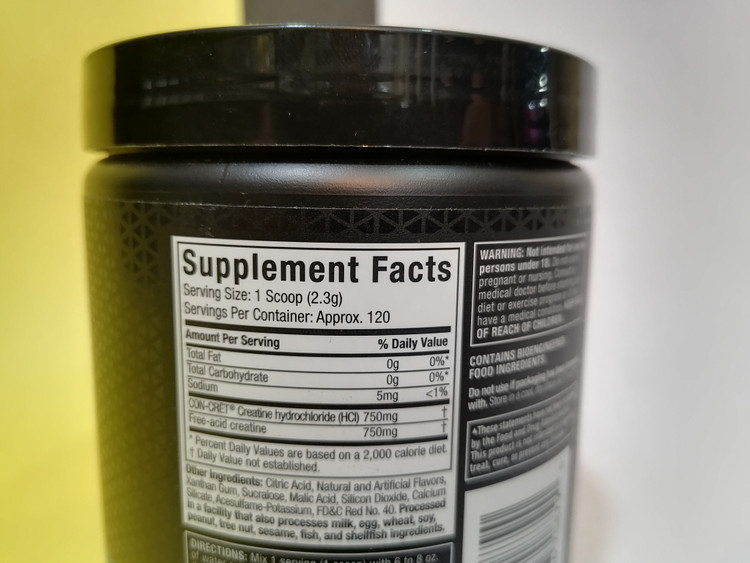 Supplement Facts
Serving Size: 1 Scoop (2.3g)
Servings Per Container: Approx. 120
Amount Per Serving % Daily Value
Total Fat 0g 0%*
Total Carbohydrate 0g 0%*
Sodium 5mg <1%
CON-CRET® Creatine hydrochloride (HCl) 750mg †
Free-acid creatine 750mg †
* Percent Daily Values are based on a 2,000 calorie diet.
† Daily Value not established.
Other Ingredients: Citric Acid, Natural and Artificial Flavors,
Xanthan Gum, Sucralose, Malic Acid, Silicon Dioxide, Calcium
Silicate, Acesulfame-Potassium, FD&C Red No. 40. Processed
in a facility that also processes milk, egg, wheat, soy,
peanut, tree nut, sesame, fish, and shellfish ingredients.
DIRECTIONS: Mix 1 serving (1 scoop) with 6 to 8 oz.
of water
WARNING: Not intended
persons under 18. Do not
pregnant or nursing.
medical doctor before
diet or exercise
have a medical
OF REACH OF CHILDREN.
CONTAINS BIOENGINEERED
FOOD INGREDIENTS.
Do not use if packaging
with. Store in a cool,
These statements have
by the Food and Drug
This product is not
treat, cure, or prevent any